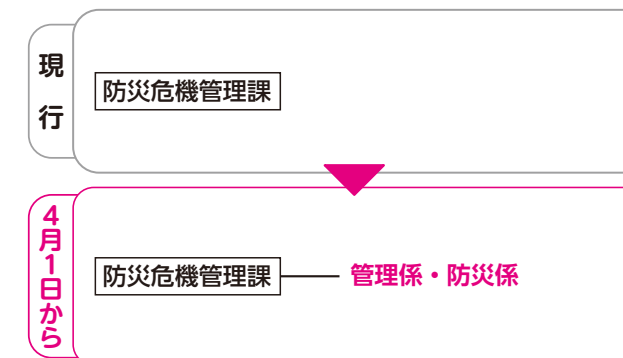 現行
防災危機管理課
4月1日から
防災危機管理課
管理係・防災係